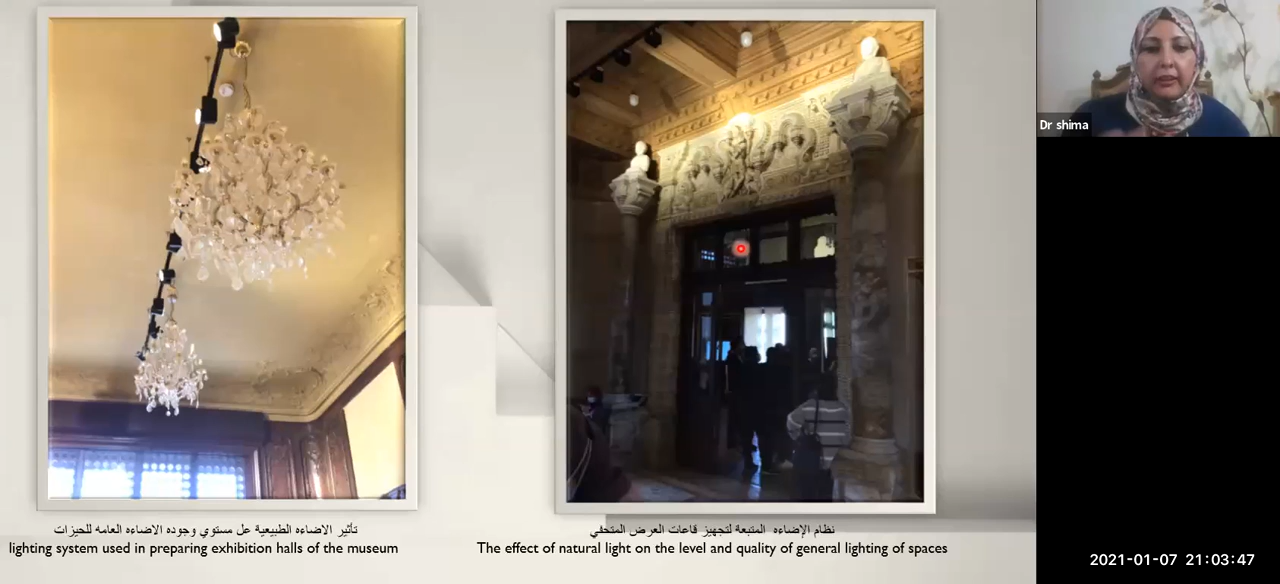 Dr shima
تأثير الاضاءه الطبيعية عل مستوي وجوده الاضاءه العامه للحيزات
lighting system used in preparing exhibition halls of the museum
نظام الإضاءه المتبعة لتجهيز قاعات العرض المتحفي
The effect of natural light on the level and quality of general lighting of spaces
2021-01-07 21:03:47